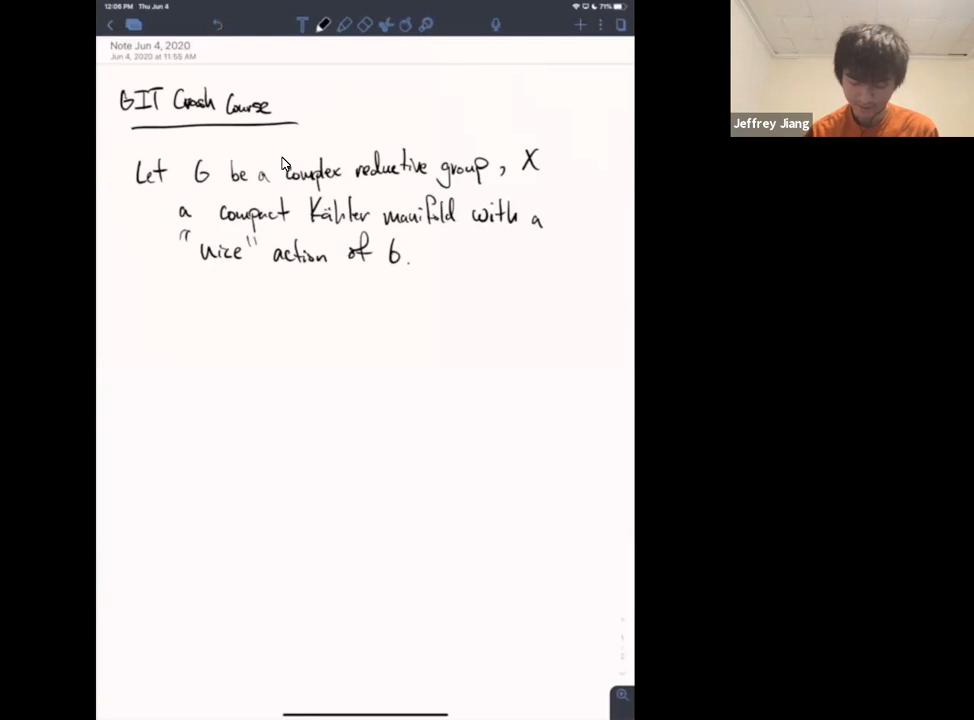 12:06 PM Thu Jun 4
71%
Note Jun 4, 2020
Jun 4, 2020 at 11:55 AM
GIT Crash Course
Let G be a complex reductive group, X
a compact Kähler manifold with a
"nice" action of G.
Jeffrey Jiang